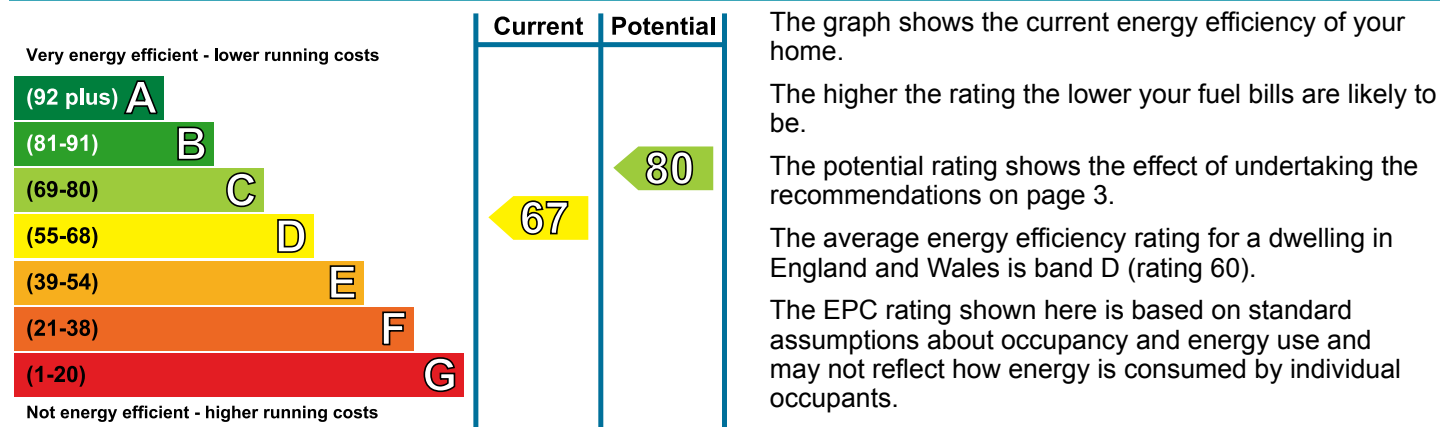 Current Potential
Very energy efficient - lower running costs
(92 plus) A
(81-91) B
(69-80) C
(55-68) D
(39-54) E
(21-38) F
(1-20) G
Not energy efficient - higher running costs
67
80
The graph shows the current energy efficiency of your
home.
The higher the rating the lower your fuel bills are likely to
be.
The potential rating shows the effect of undertaking the
recommendations on page 3.
The average energy efficiency rating for a dwelling in
England and Wales is band D (rating 60).
The EPC rating shown here is based on standard
assumptions about occupancy and energy use and
may not reflect how energy is consumed by individual
occupants.